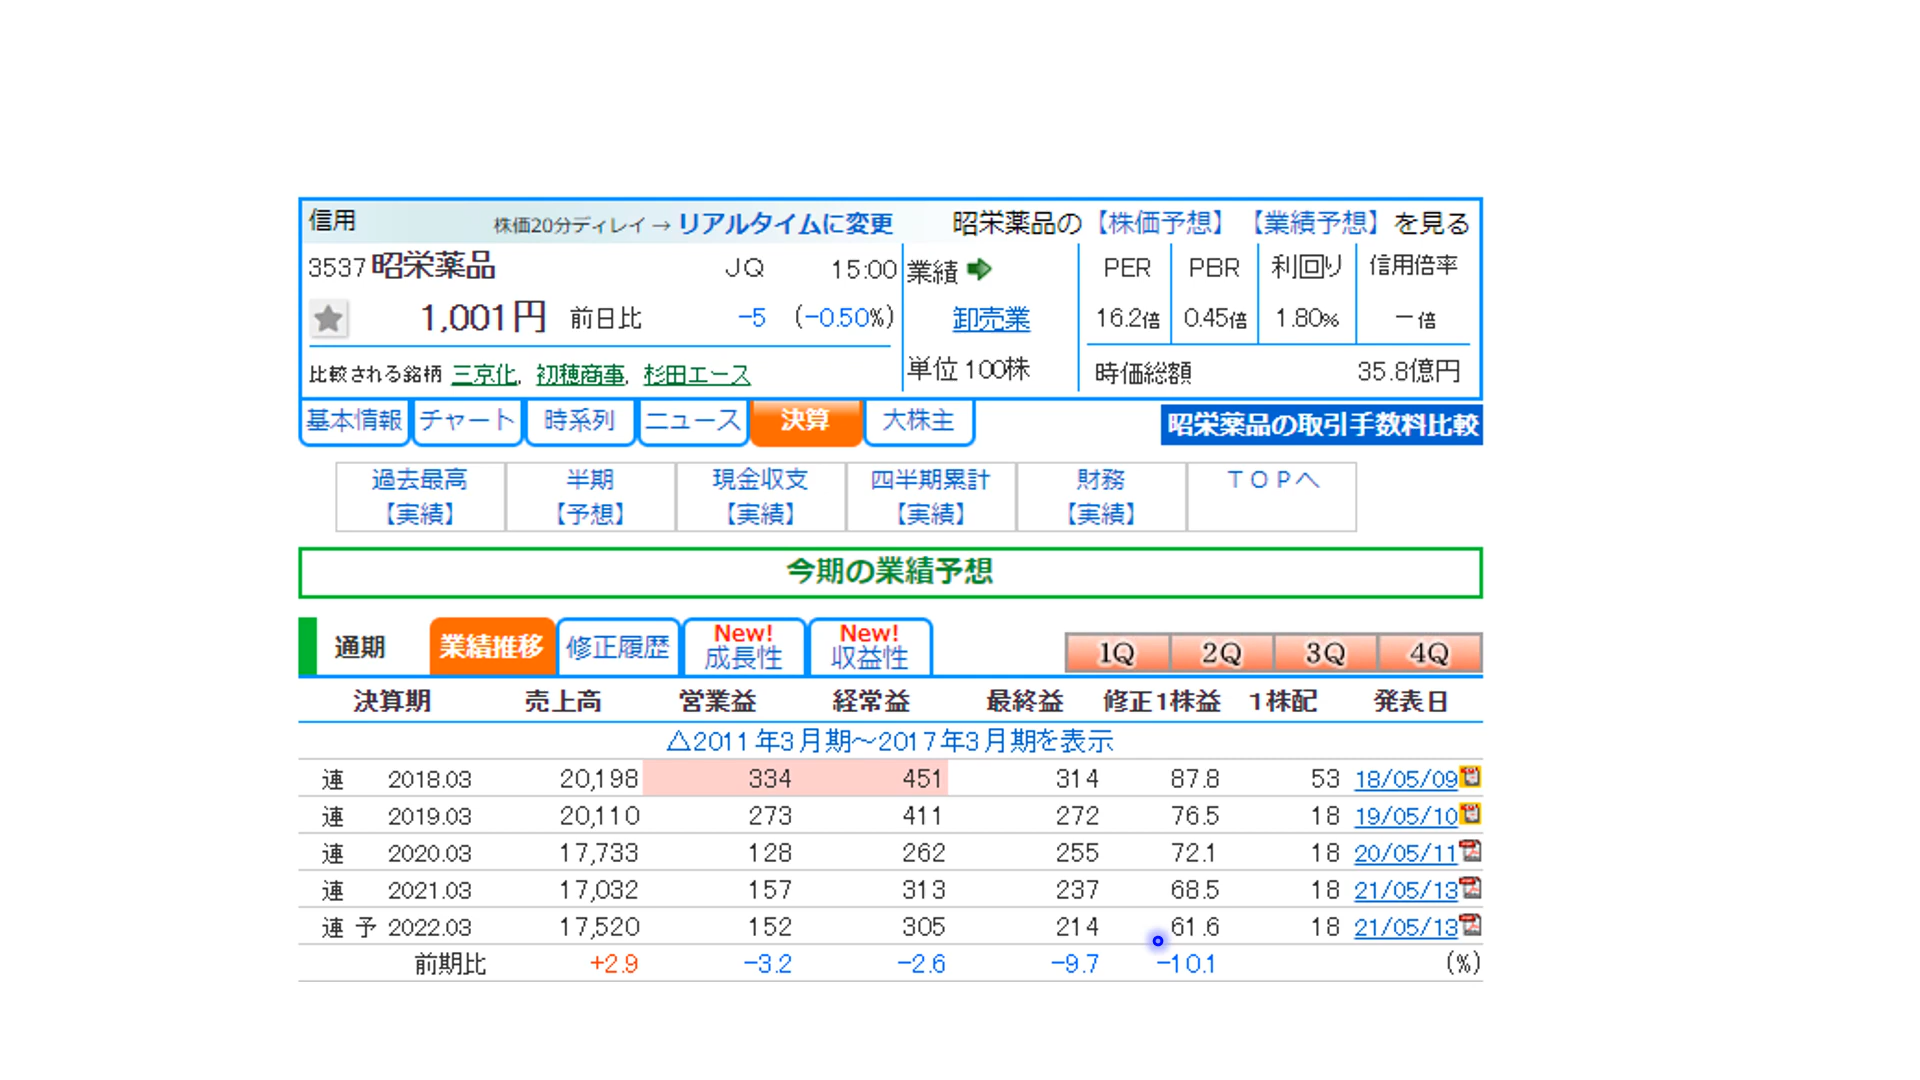 信用 株価20分ディレイ → リアルタイムに変更 昭栄薬品の【株価予想】【業績予想】を見る
3537 昭栄薬品 JQ 15:00 業績 PER PBR 利回り 信用倍率
1,001円 前日比 -5 (-0.50%) 卸売業 16.2倍 0.45倍 1.80% ー倍
比較される銘柄 三京化, 初穂商事, 杉田エース 単位 100株 時価総額 35.8億円
基本情報 チャート 時系列 ニュース 決算 大株主 昭栄薬品の取引手数料比較
過去最高 半期 現金収支 四半期累計 財務 TOPへ
【実績】 【予想】 【実績】 【実績】 【実績】
今期の業績予想
通期 業績推移 修正履歴 New! 成長性 New! 収益性 1Q 2Q 3Q 4Q
決算期 売上高 営業益 経常益 最終益 修正1株益 1株配 発表日
△2011年3月期～2017年3月期を表示
連 2018.03 20,198 334 451 314 87.8 53 18/05/09
連 2019.03 20,110 273 411 272 76.5 18 19/05/10
連 2020.03 17,733 128 262 255 72.1 18 20/05/11
連 2021.03 17,032 157 313 237 68.5 18 21/05/13
連 予 2022.03 17,520 152 305 214 61.6 18 21/05/13
前期比 +2.9 -3.2 -2.6 -9.7 -10.1 (%)